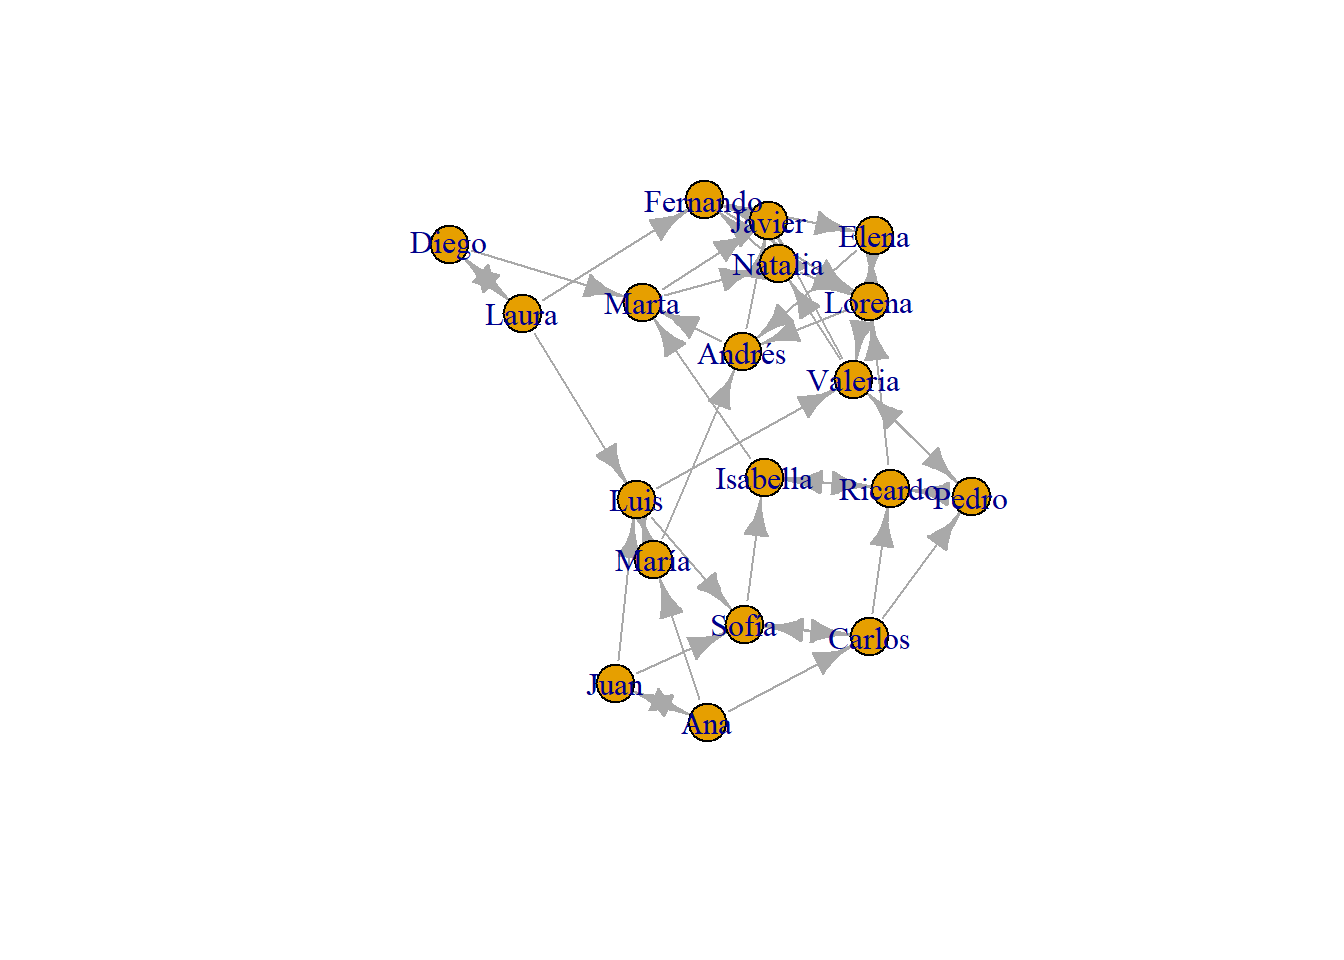 Fernando
Javier
Elena
Diego
Natalia
Lorena
Marta
Laura
Andrés
Valeria
Isabella
Ricardo
Pedro
Luis
María
Sofía
Carlos
Juan
Ana